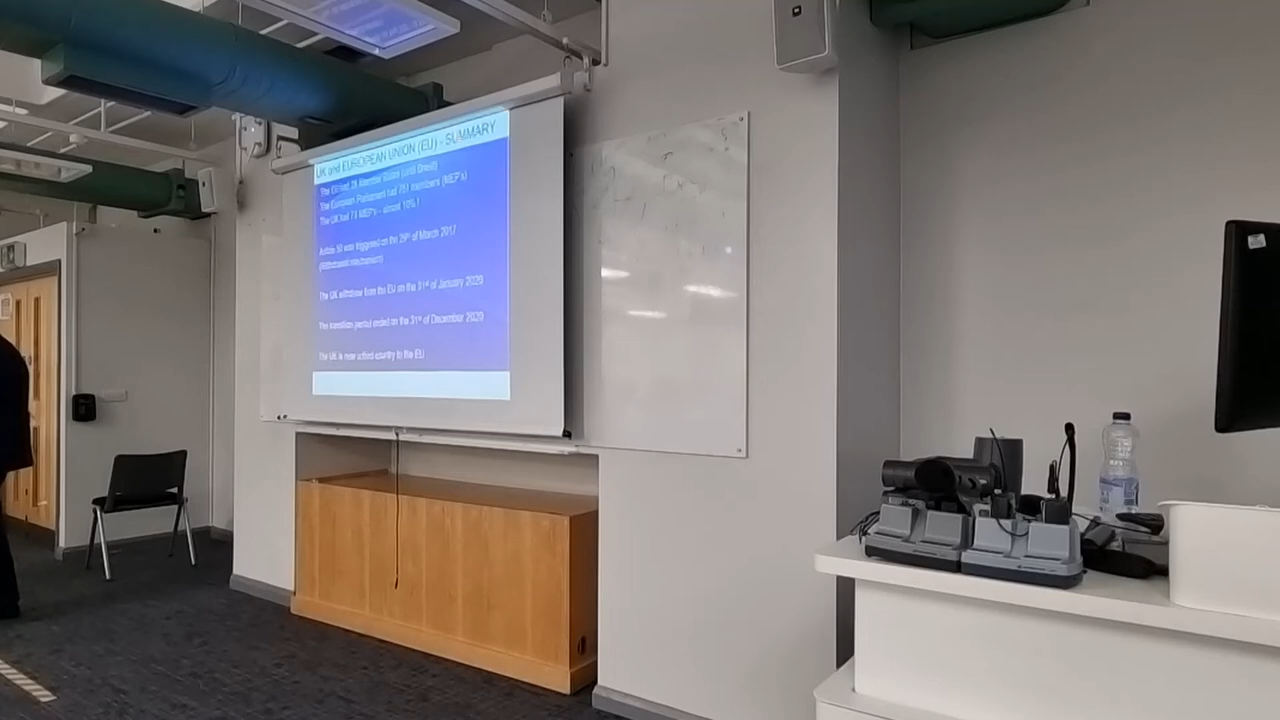 UK and EUROPEAN UNION (EU) - SUMMARY
The EU had 28 Member States (until Brexit)
The European Parliament had 751 members (MEP's)
The UK had 73 MEP's - almost 10% !
Article 50 was triggered on the 29th of March 2017
(Withdrawal mechanism)
The UK withdrew from the EU on the 31st of January 2020
The transition period ended on the 31st of December 2020
The UK is now a third country to the EU